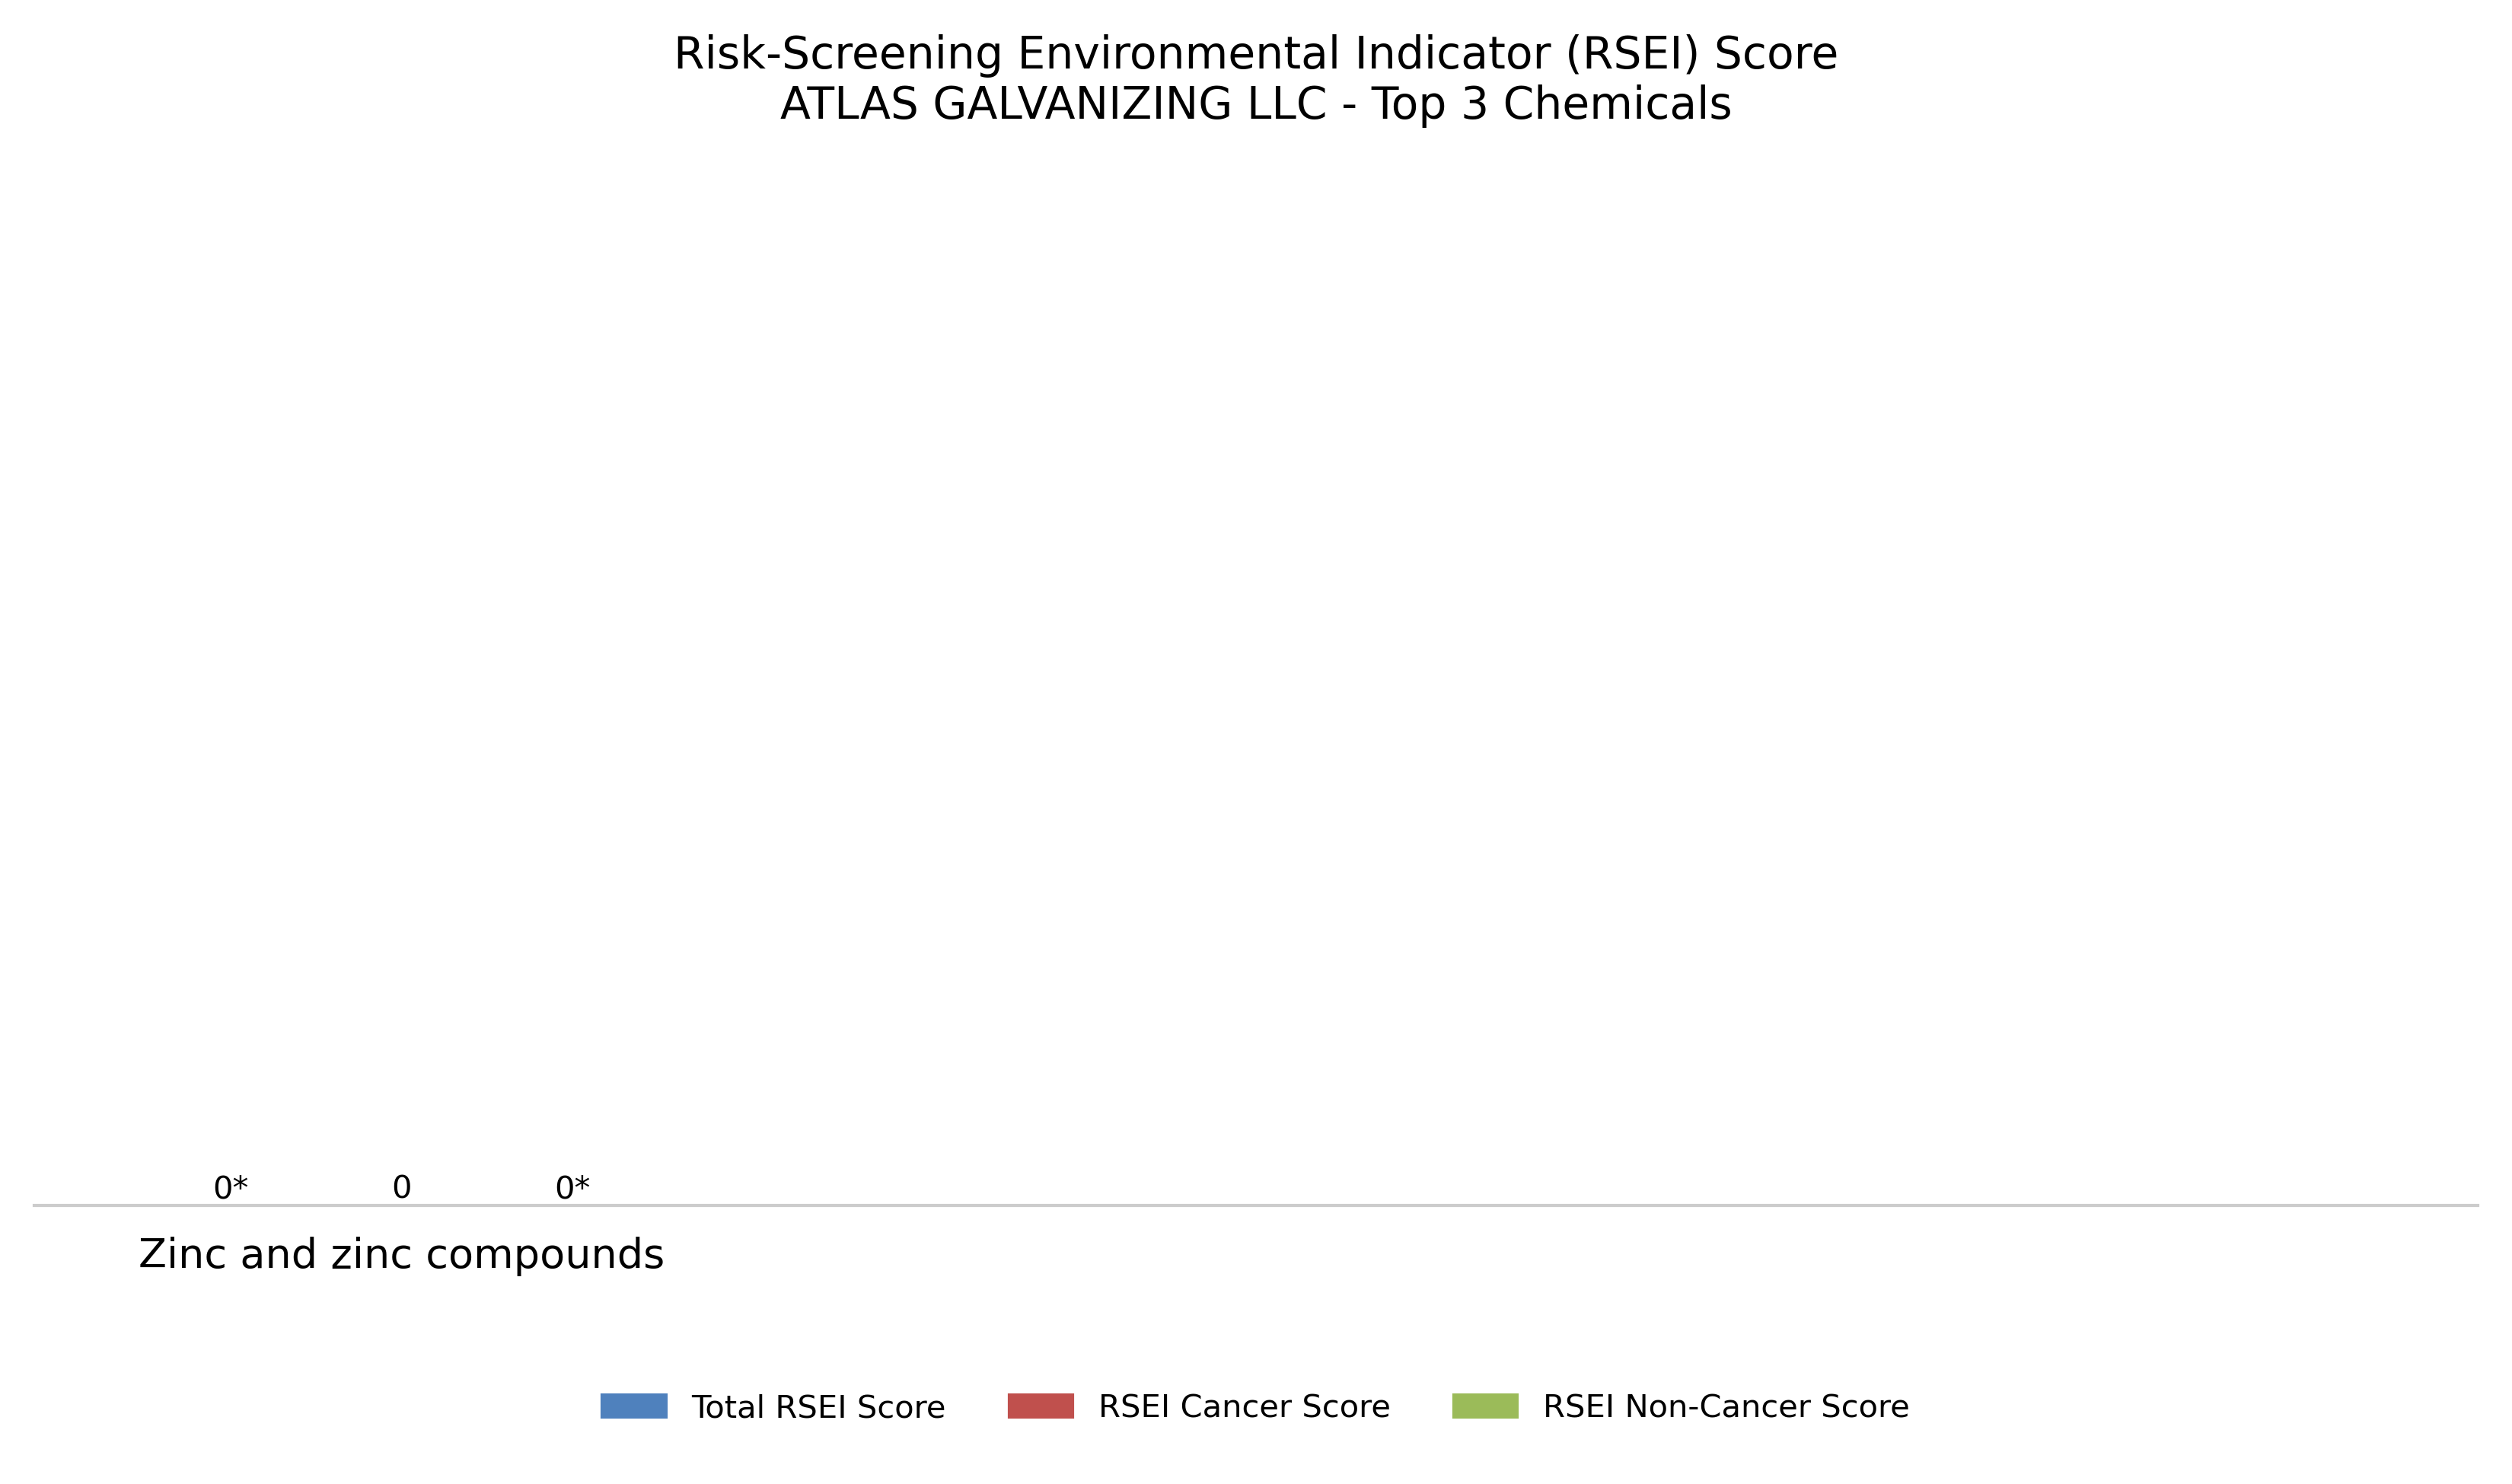 Risk-Screening Environmental Indicator (RSEI) Score
ATLAS GALVANIZING LLC - Top 3 Chemicals
0* 0 0*
Zinc and zinc compounds
Total RSEI Score RSEI Cancer Score RSEI Non-Cancer Score